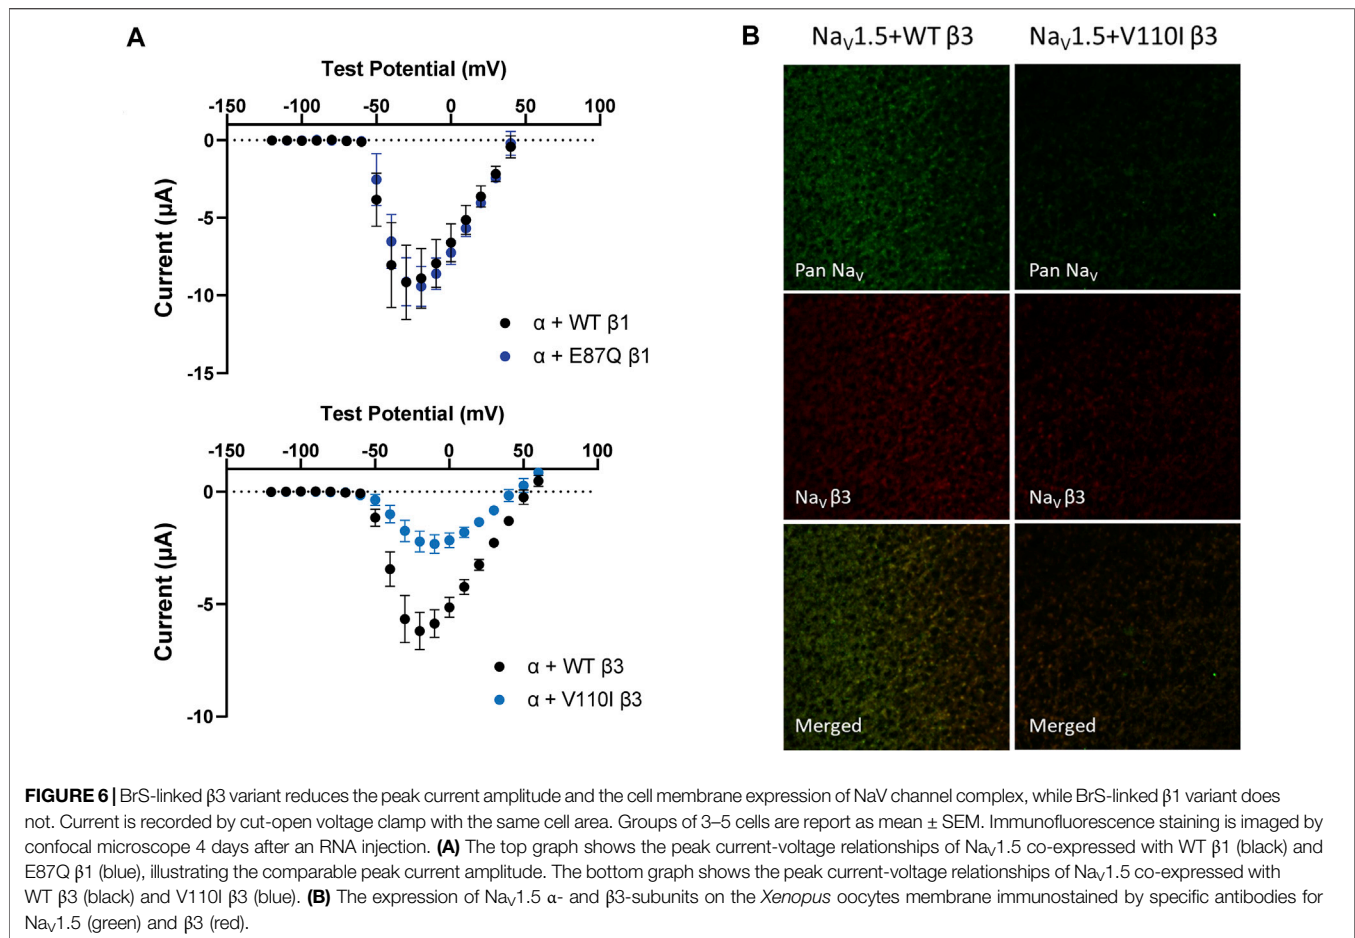 A
Test Potential (mV)
-150 -100 -50 0 50 100
0
-5
-10
-15
Current (µA)
α + WT β1
α + E87Q β1
Test Potential (mV)
-150 -100 -50 0 50 100
0
-5
-10
Current (µA)
α + WT β3
α + V110I β3
B
NaV1.5+WT β3 NaV1.5+V110I β3
Pan NaV Pan NaV
NaV β3 NaV β3
Merged Merged
FIGURE 6 | BrS-linked β3 variant reduces the peak current amplitude and the cell membrane expression of NaV channel complex, while BrS-linked β1 variant does
not. Current is recorded by cut-open voltage clamp with the same cell area. Groups of 3–5 cells are report as mean ± SEM. Immunofluorescence staining is imaged by
confocal microscope 4 days after an RNA injection. (A) The top graph shows the peak current-voltage relationships of NaV1.5 co-expressed with WT β1 (black) and
E87Q β1 (blue), illustrating the comparable peak current amplitude. The bottom graph shows the peak current-voltage relationships of NaV1.5 co-expressed with
WT β3 (black) and V110I β3 (blue). (B) The expression of NaV1.5 α- and β3-subunits on the Xenopus oocytes membrane immunostained by specific antibodies for
NaV1.5 (green) and β3 (red).